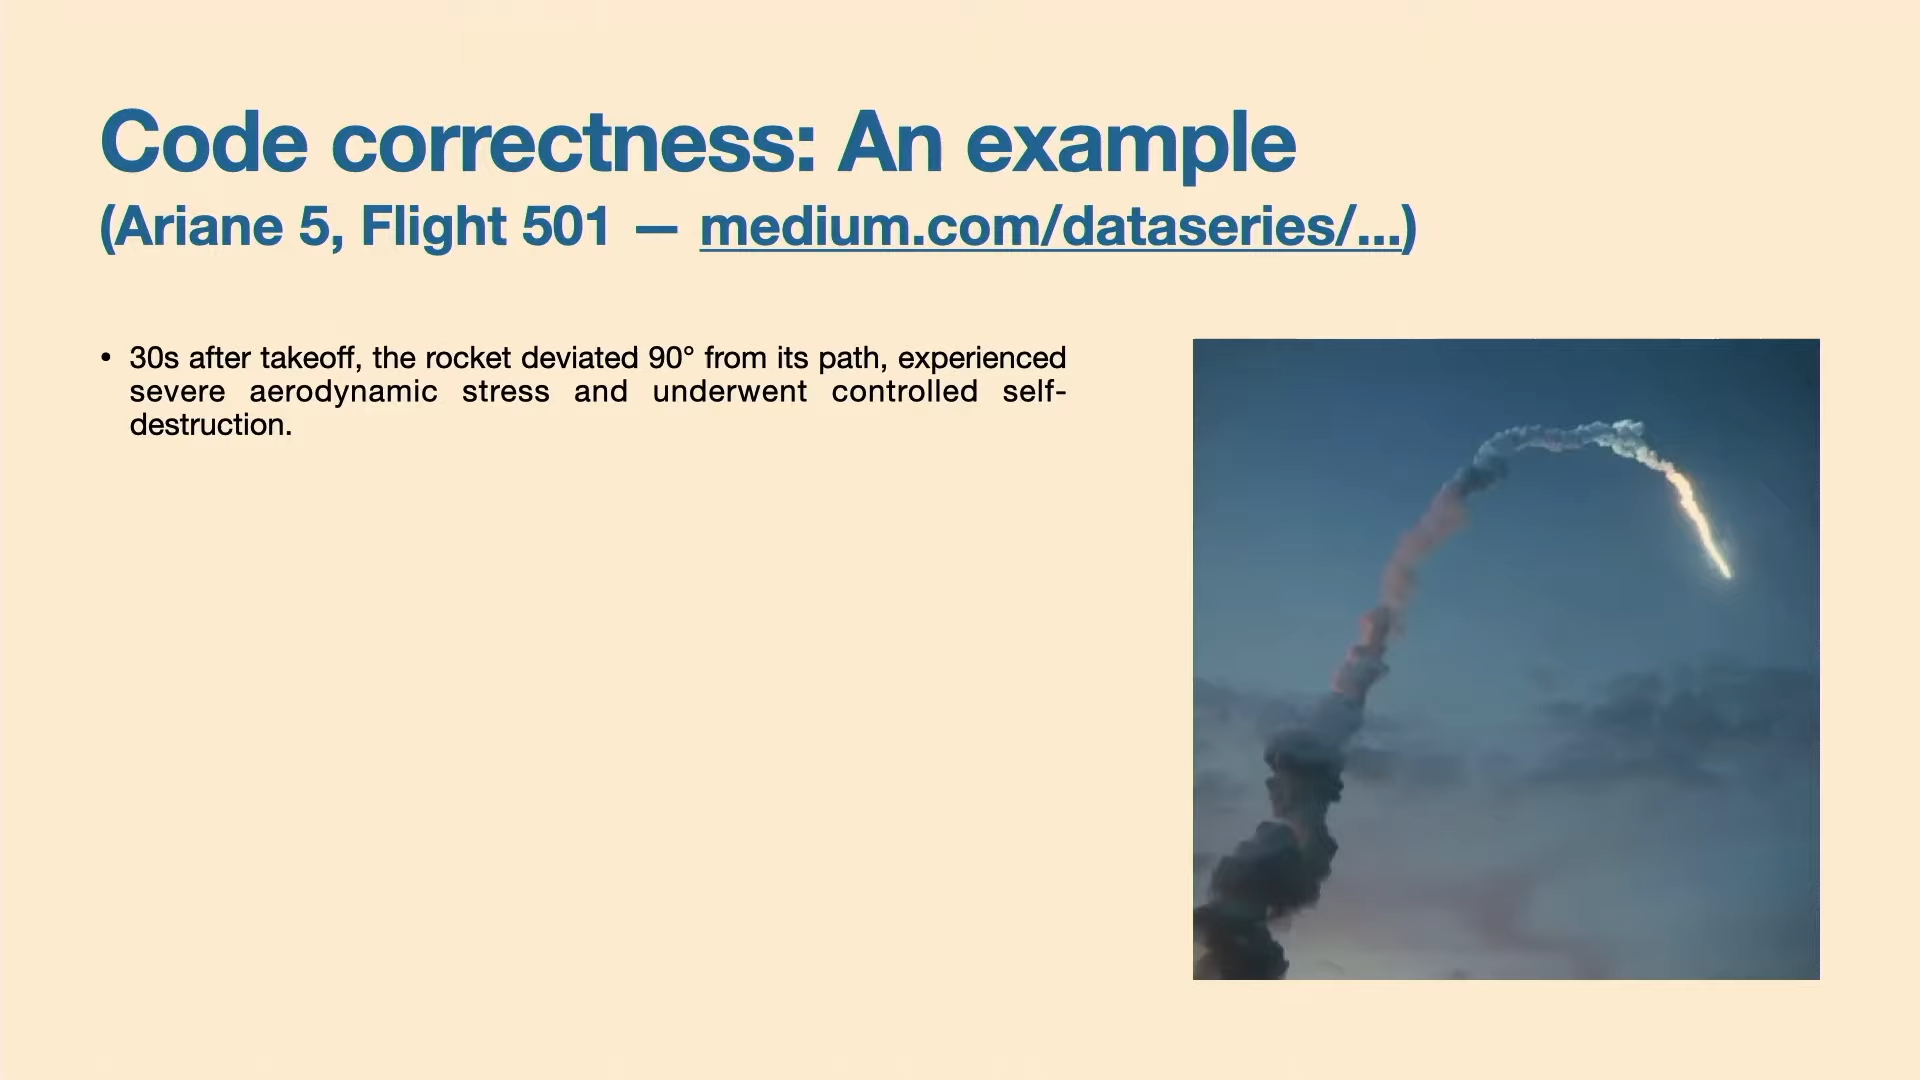 Code correctness: An example
(Ariane 5, Flight 501 — medium.com/dataseries/...)
• 30s after takeoff, the rocket deviated 90° from its path, experienced
severe aerodynamic stress and underwent controlled self-
destruction.